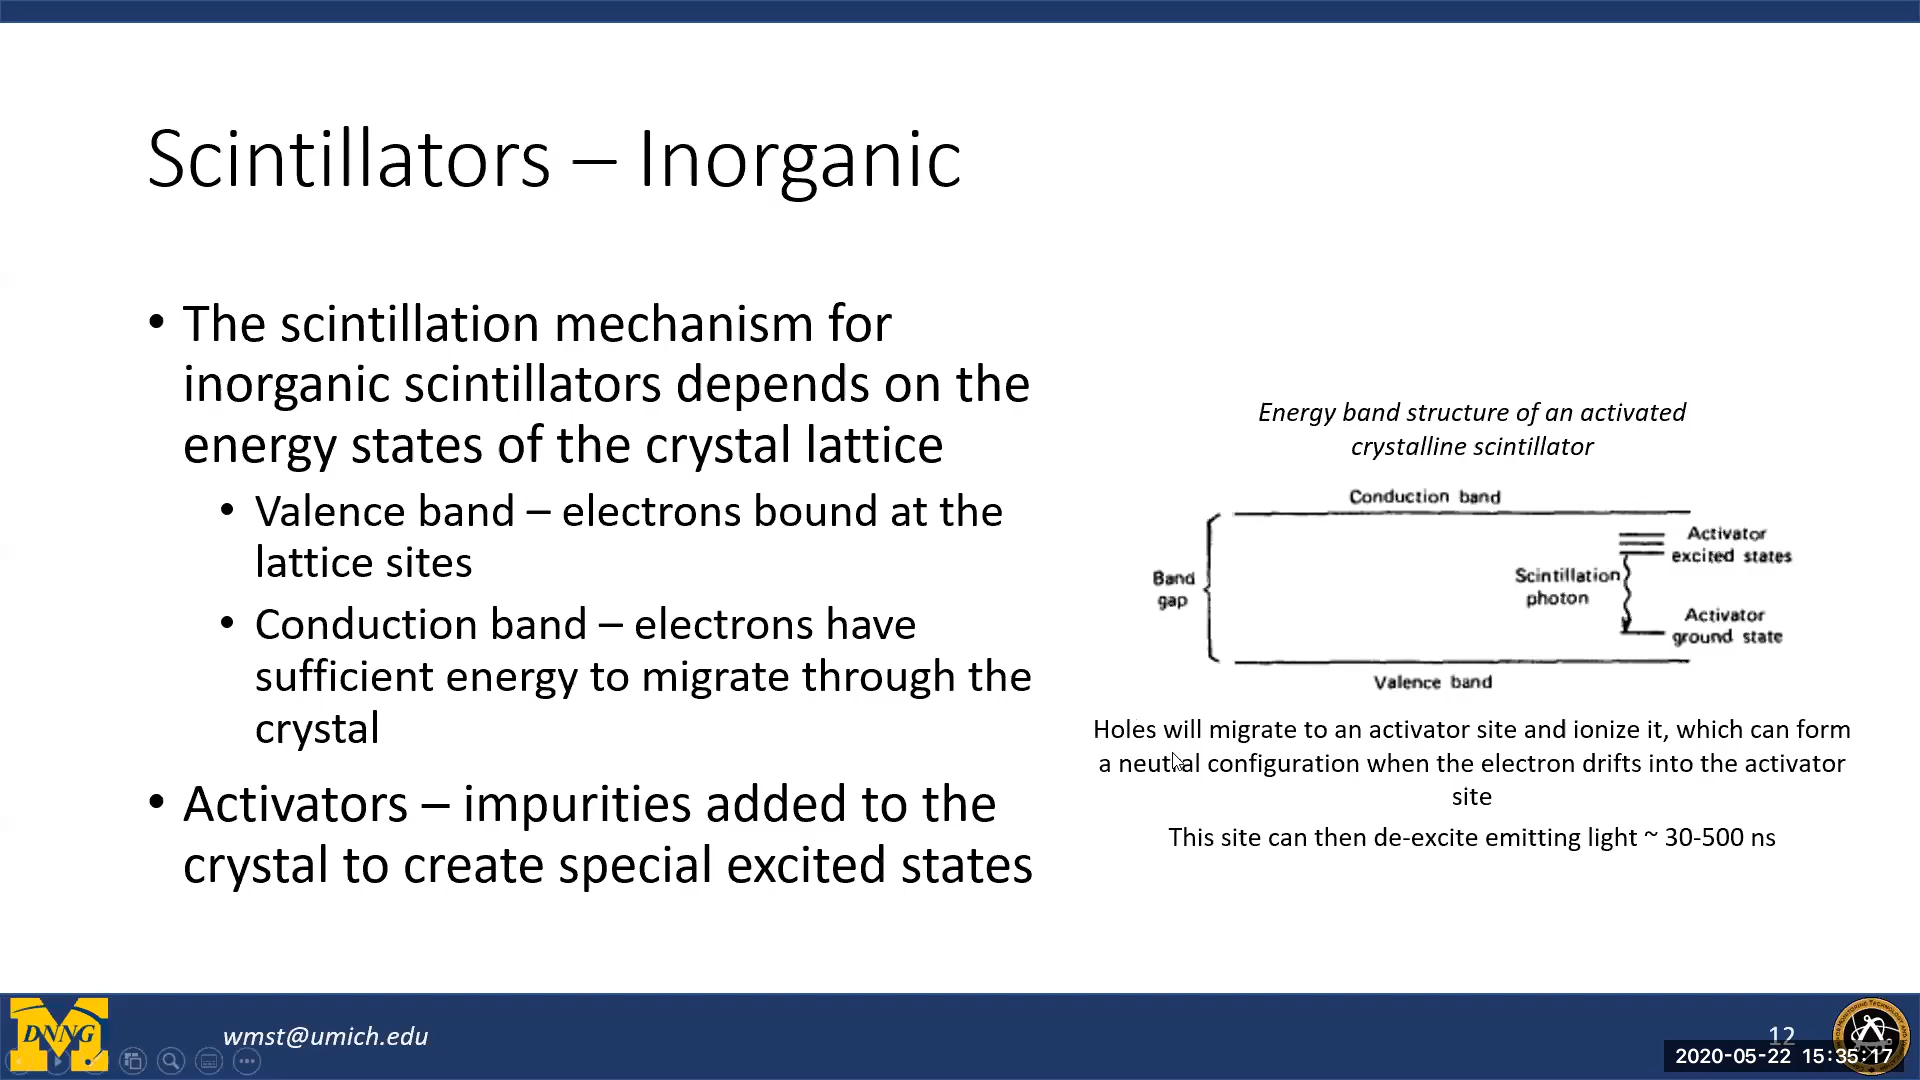 Scintillators – Inorganic
• The scintillation mechanism for
inorganic scintillators depends on the
energy states of the crystal lattice
• Valence band – electrons bound at the
lattice sites
• Conduction band – electrons have
sufficient energy to migrate through the
crystal
• Activators – impurities added to the
crystal to create special excited states
Energy band structure of an activated
crystalline scintillator
Conduction band
Activator
excited states
Band
gap
Scintillation
photon
Activator
ground state
Valence band
Holes will migrate to an activator site and ionize it, which can form
a neutral configuration when the electron drifts into the activator
site
This site can then de-excite emitting light ~ 30-500 ns
DNNG
wmst@umich.edu
12
2020-05-22 15:35:17